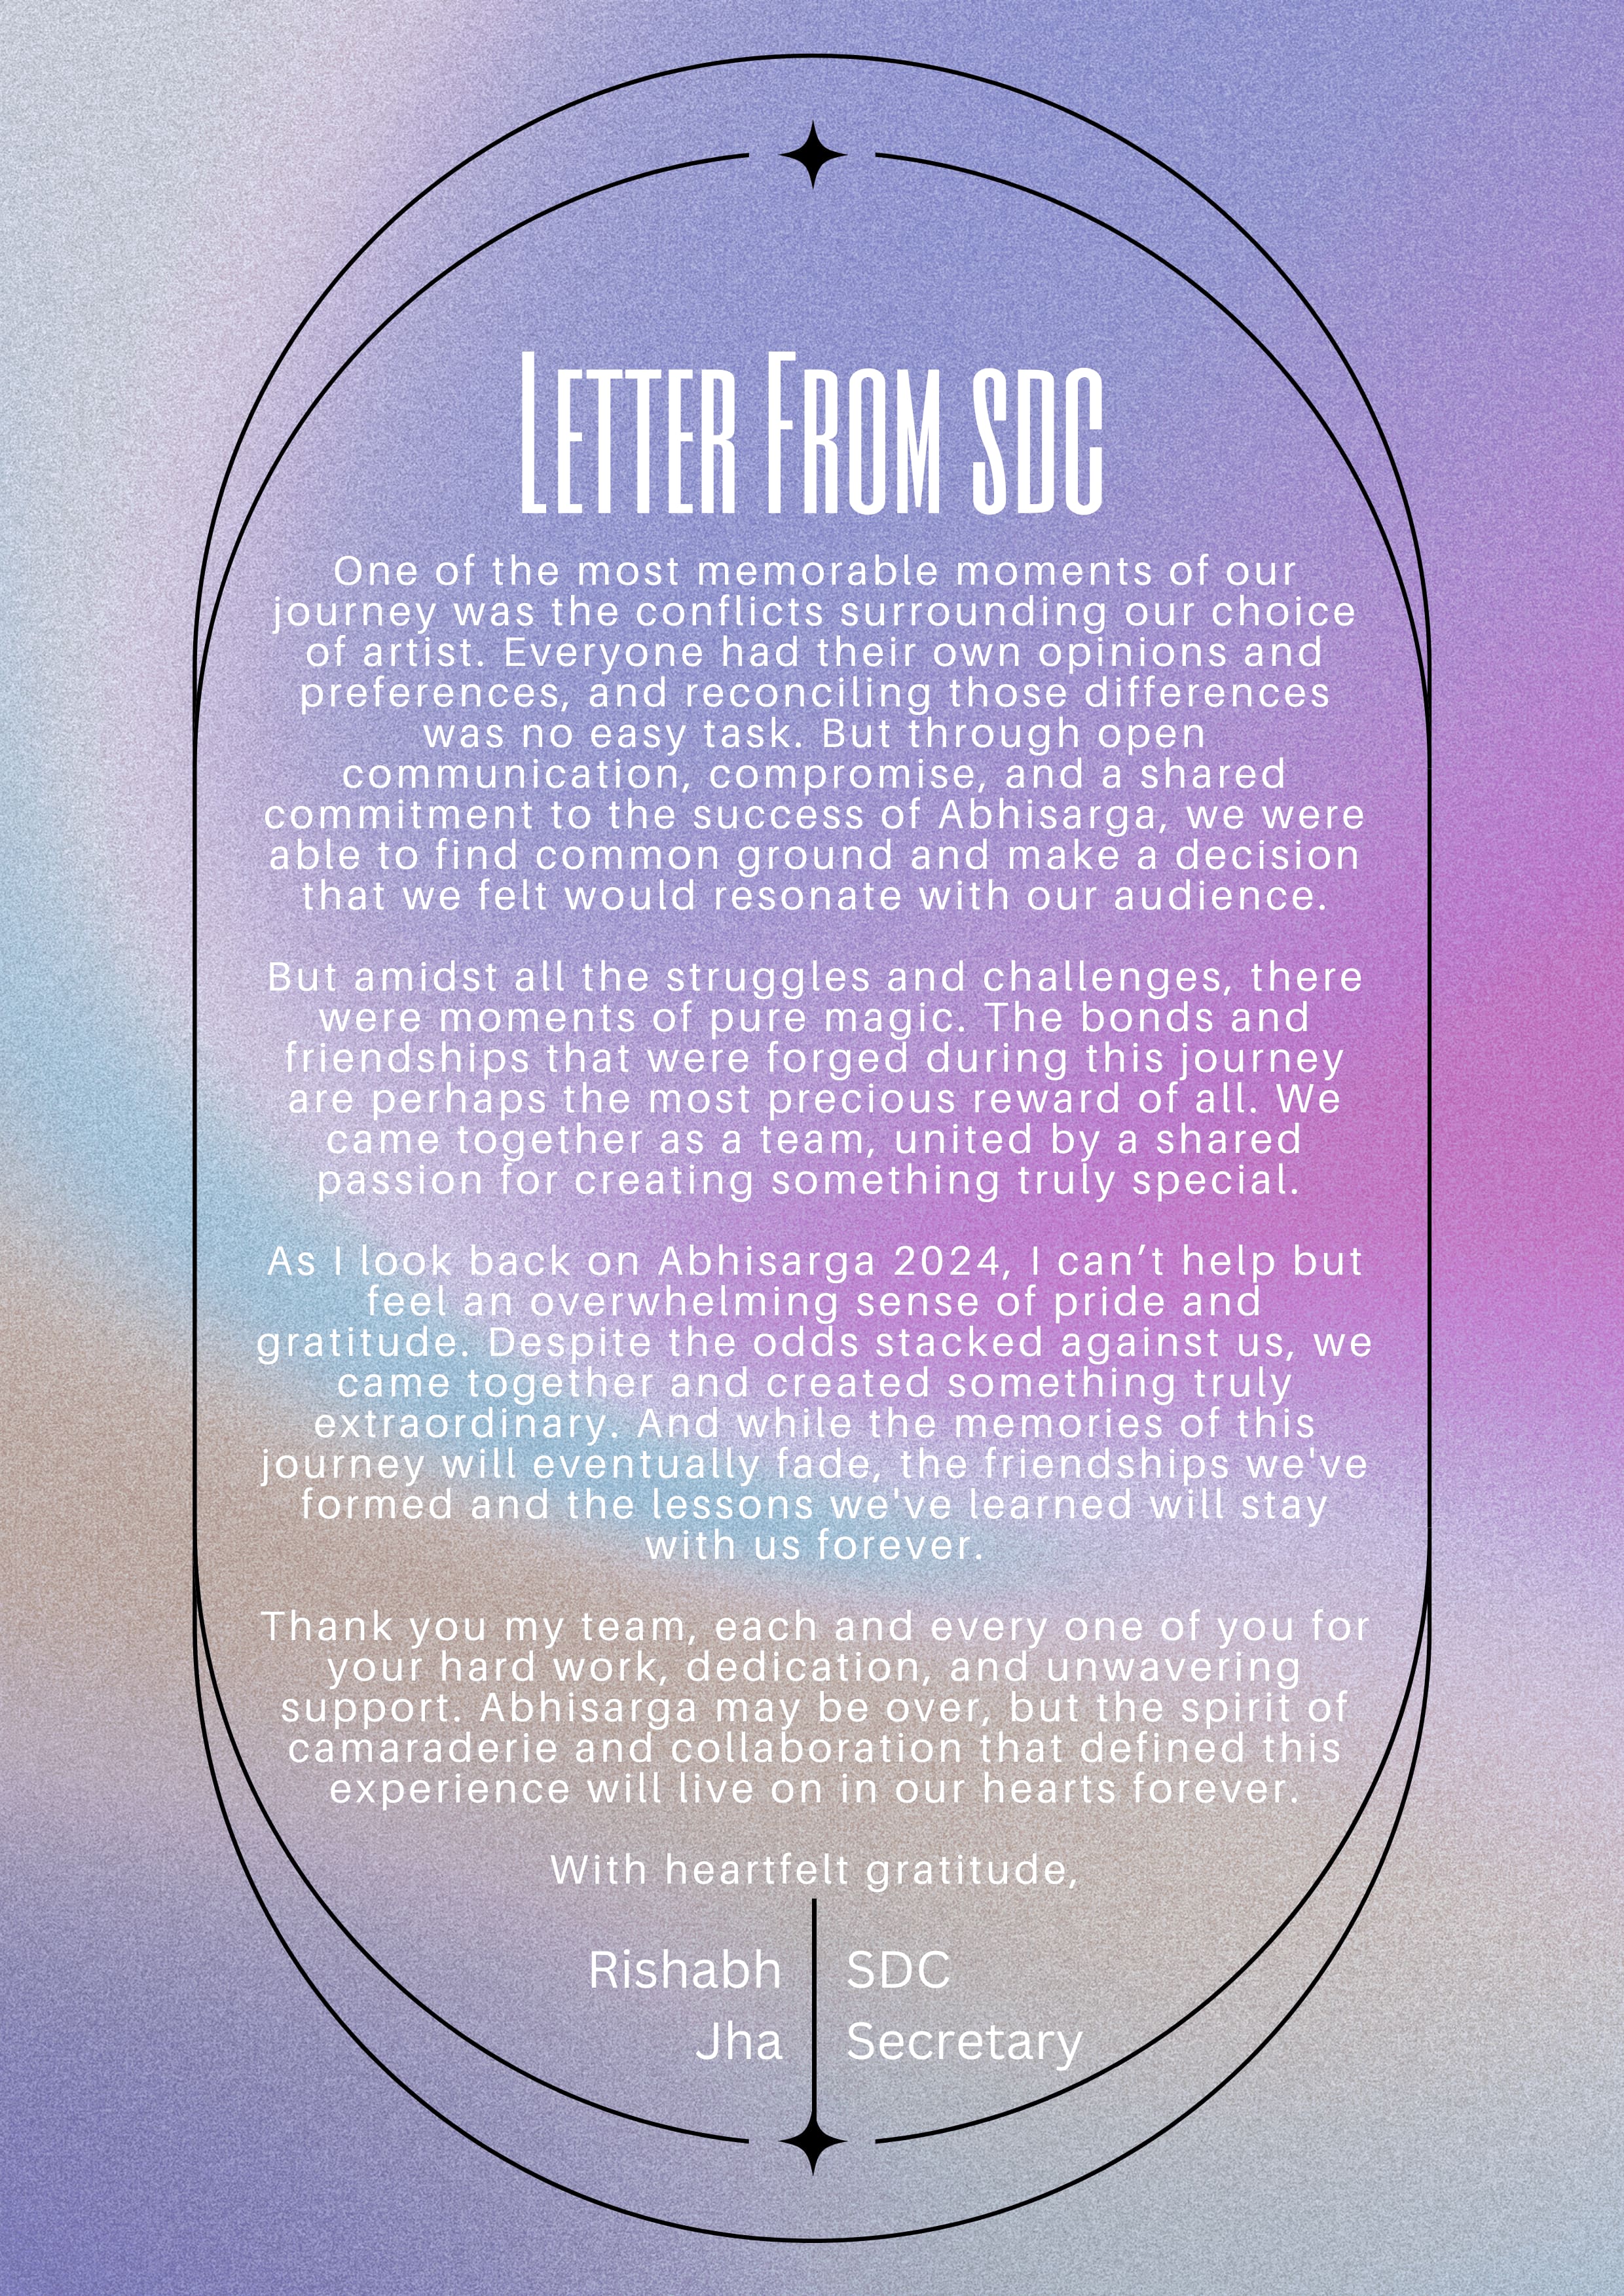 LETTER FROM SDC
One of the most memorable moments of our
journey was the conflicts surrounding our choice
of artist. Everyone had their own opinions and
preferences, and reconciling those differences
was no easy task. But through open
communication, compromise, and a shared
commitment to the success of Abhisarga, we were
able to find common ground and make a decision
that we felt would resonate with our audience.
But amidst all the struggles and challenges, there
were moments of pure magic. The bonds and
friendships that were forged during this journey
are perhaps the most precious reward of all. We
came together as a team, united by a shared
passion for creating something truly special.
As I look back on Abhisarga 2024, I can’t help but
feel an overwhelming sense of pride and
gratitude. Despite the odds stacked against us, we
came together and created something truly
extraordinary. And while the memories of this
journey will eventually fade, the friendships we've
formed and the lessons we've learned will stay
with us forever.
Thank you my team, each and every one of you for
your hard work, dedication, and unwavering
support. Abhisarga may be over, but the spirit of
camaraderie and collaboration that defined this
experience will live on in our hearts forever.
With heartfelt gratitude,
Rishabh
Jha
SDC
Secretary